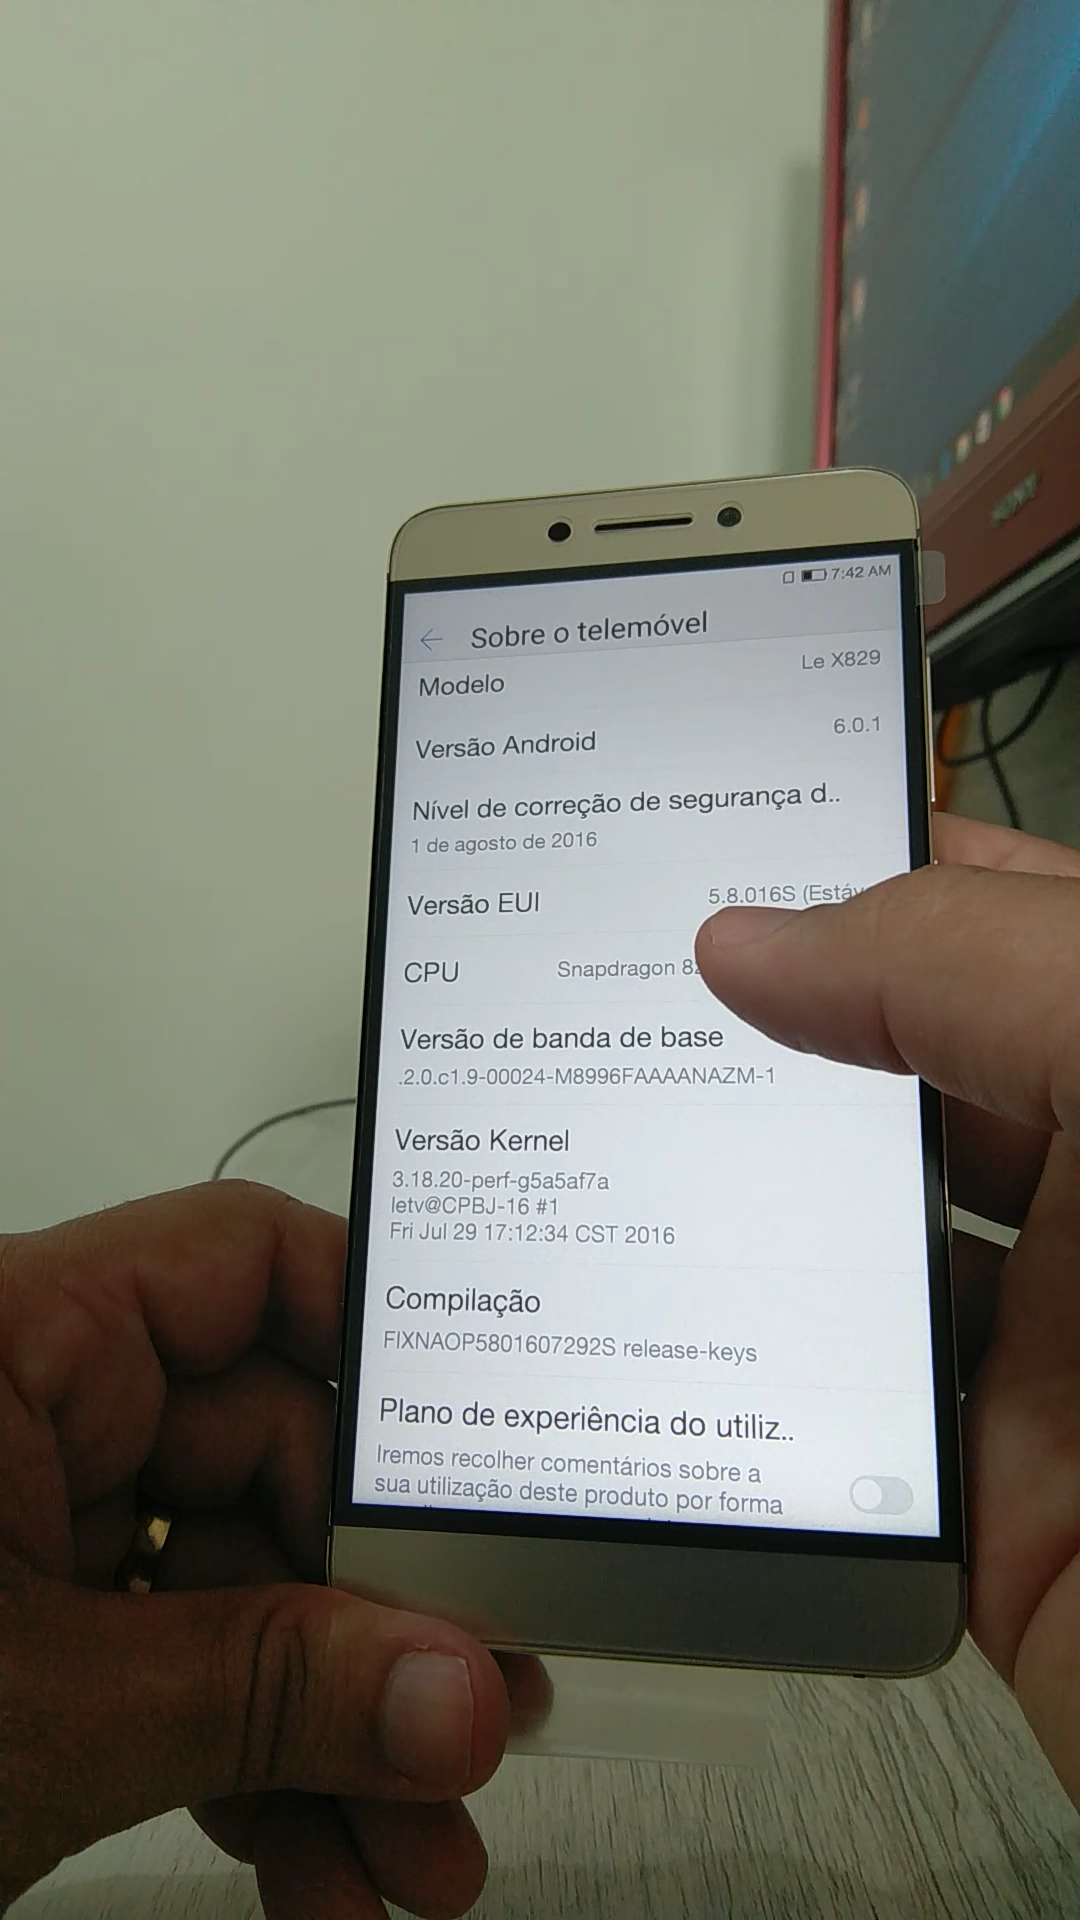 7:42 AM
Sobre o telemóvel
Modelo Le X829
Versão Android 6.0.1
Nível de correção de segurança d..
1 de agosto de 2016
Versão EUI 5.8.016S (Estáv
CPU Snapdragon 82
Versão de banda de base
.2.0.c1.9-00024-M8996FAAAANAZM-1
Versão Kernel
3.18.20-perf-g5a5af7a
letv@CPBJ-16 #1
Fri Jul 29 17:12:34 CST 2016
Compilação
FIXNAOP5801607292S release-keys
Plano de experiência do utiliz..
Iremos recolher comentários sobre a
sua utilização deste produto por forma
SONY